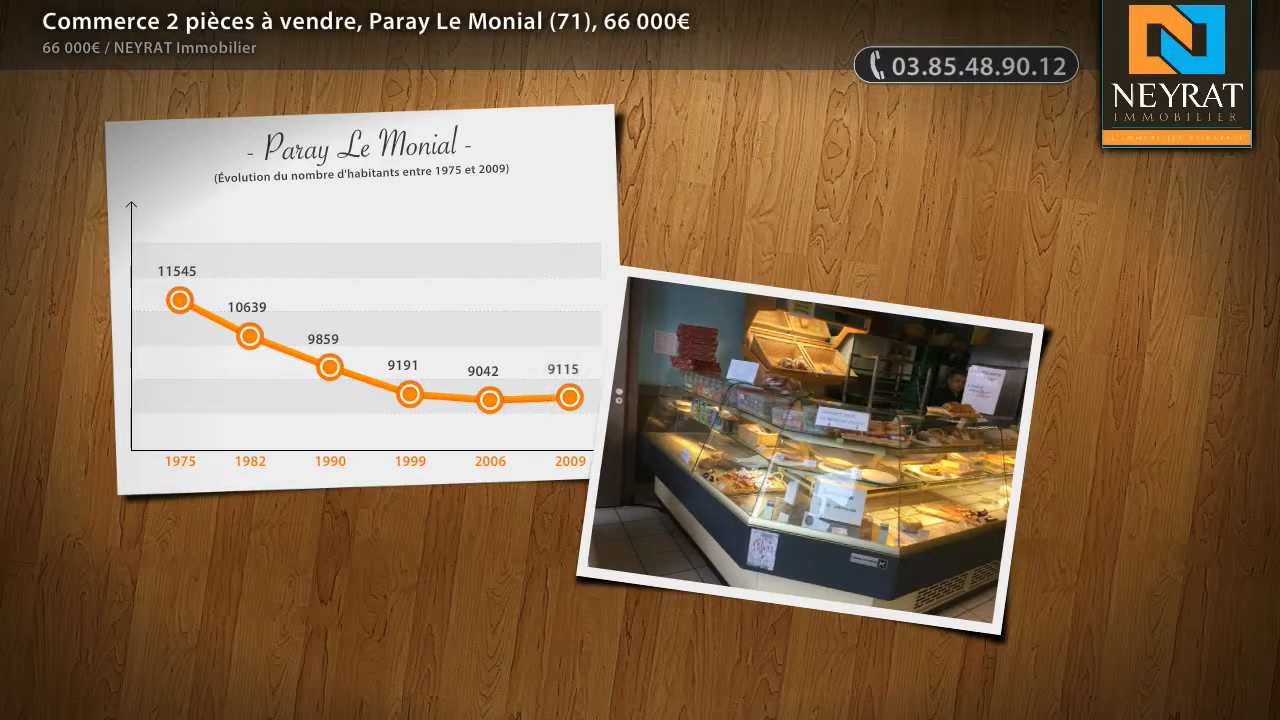 Commerce 2 pièces à vendre, Paray Le Monial (71), 66 000€
66 000€ / NEYRAT Immobilier
03.85.48.90.12
NEYRAT
IMMOBILIER
- Paray Le Monial -
(Évolution du nombre d'habitants entre 1975 et 2009)
11545
10639
9859
9191
9042
9115
1975
1982
1990
1999
2006
2009